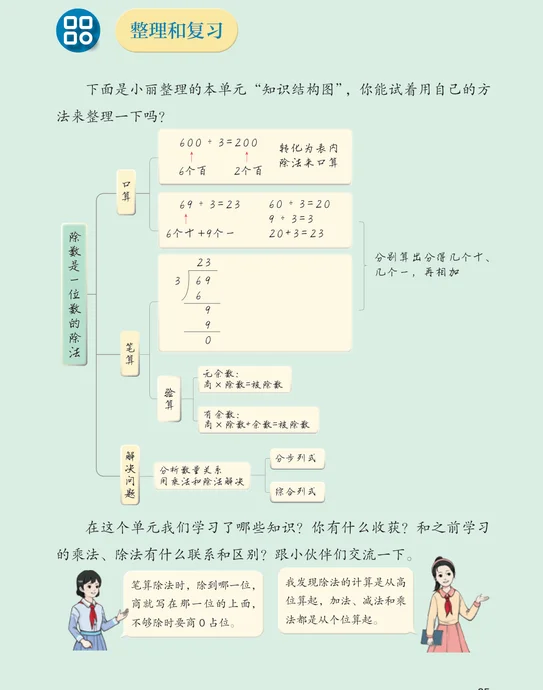 整理和复习
下面是小丽整理的本单元“知识结构图”，你能试着用自己的方
法来整理一下吗？
除数是一位数的除法
口算
600÷3=200
6个百
2个百
转化为表内
除法来口算
69÷3=23
6个十+9个一
60÷3=20
9÷3=3
20+3=23
分别算出分得几个十、
几个一，再相加
笔算
23
3 69
6
9
9
0
验算
无余数：
商×除数=被除数
有余数：
商×除数+余数=被除数
解决问题
分析数量关系
用乘法和除法解决
分步列式
综合列式
在这个单元我们学习了哪些知识？你有什么收获？和之前学习
的乘法、除法有什么联系和区别？跟小伙伴们交流一下。
笔算除法时，除到哪一位，
商就写在那一位的上面，
不够除时要商0占位。
我发现除法的计算是从高
位算起，加法、减法和乘
法都是从个位算起。